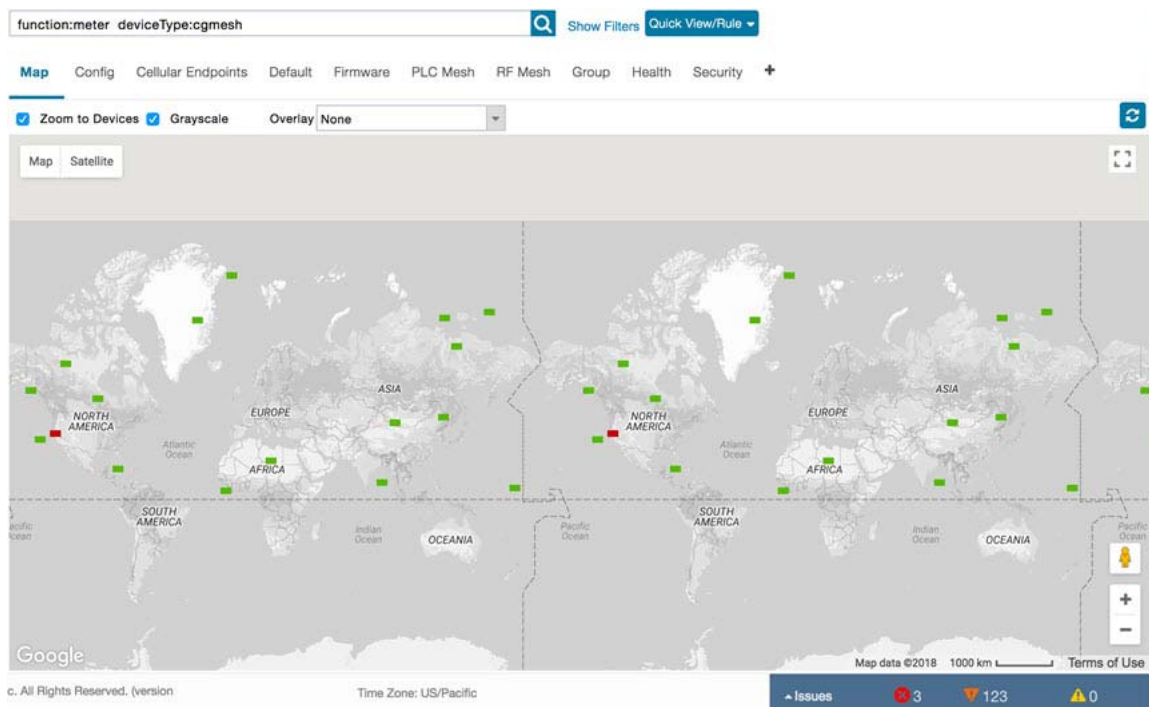 function:meter deviceType:cgmesh
Show Filters
Quick View/Rule
Map Config Cellular Endpoints Default Firmware PLC Mesh RF Mesh Group Health Security +
Zoom to Devices Grayscale Overlay None
Map Satellite
ASIA ASIA
EUROPE EUROPE
NORTH AMERICA NORTH AMERICA
Atlantic Ocean Atlantic Ocean
AFRICA AFRICA
SOUTH AMERICA SOUTH AMERICA
Indian Ocean Pacific Ocean Indian Ocean Pacific Ocean
OCEANIA OCEANIA
Google
Map data ©2018 1000 km Terms of Use
c. All Rights Reserved. (version Time Zone: US/Pacific Issues 3 123 0